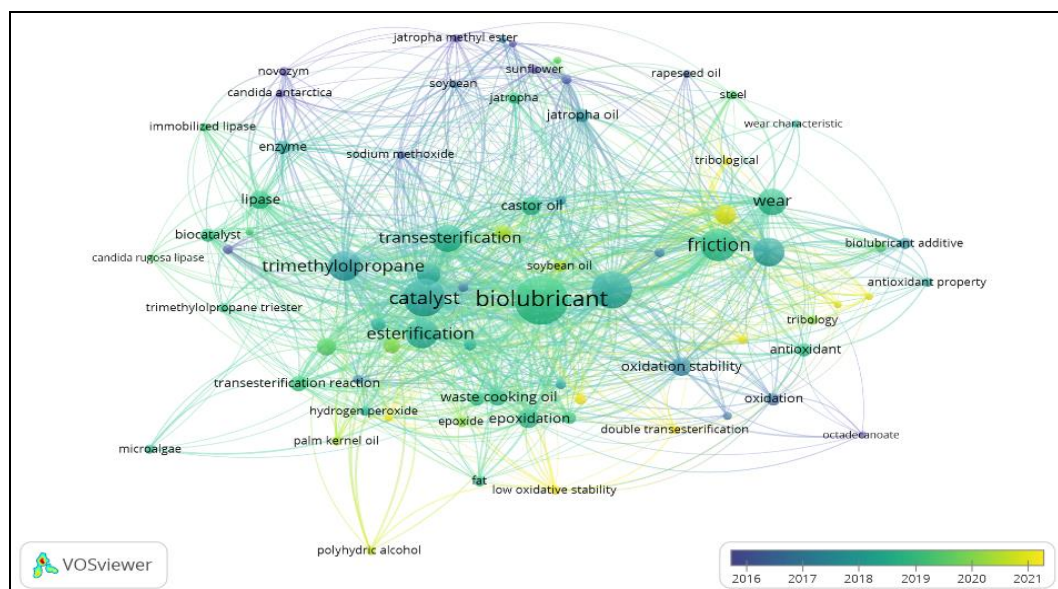 jatropha methyl ester
novozym
sunflower
rapeseed oil
candida antarctica
soybean
jatropha
steel
jatropha oil
immobilized lipase
wear characteristic
enzyme
sodium methoxide
tribological
lipase
castor oil
wear
biocatalyst
transesterification
friction
biolubricant additive
candida rugosa lipase
trimethylolpropane
soybean oil
antioxidant property
catalyst
biolubricant
trimethylolpropane triester
tribology
esterification
antioxidant
oxidation stability
transesterification reaction
waste cooking oil
oxidation
hydrogen peroxide
epoxide
epoxidation
double transesterification
octadecanoate
palm kernel oil
microalgae
fat
low oxidative stability
polyhydric alcohol
VOSviewer
2016 2017 2018 2019 2020 2021